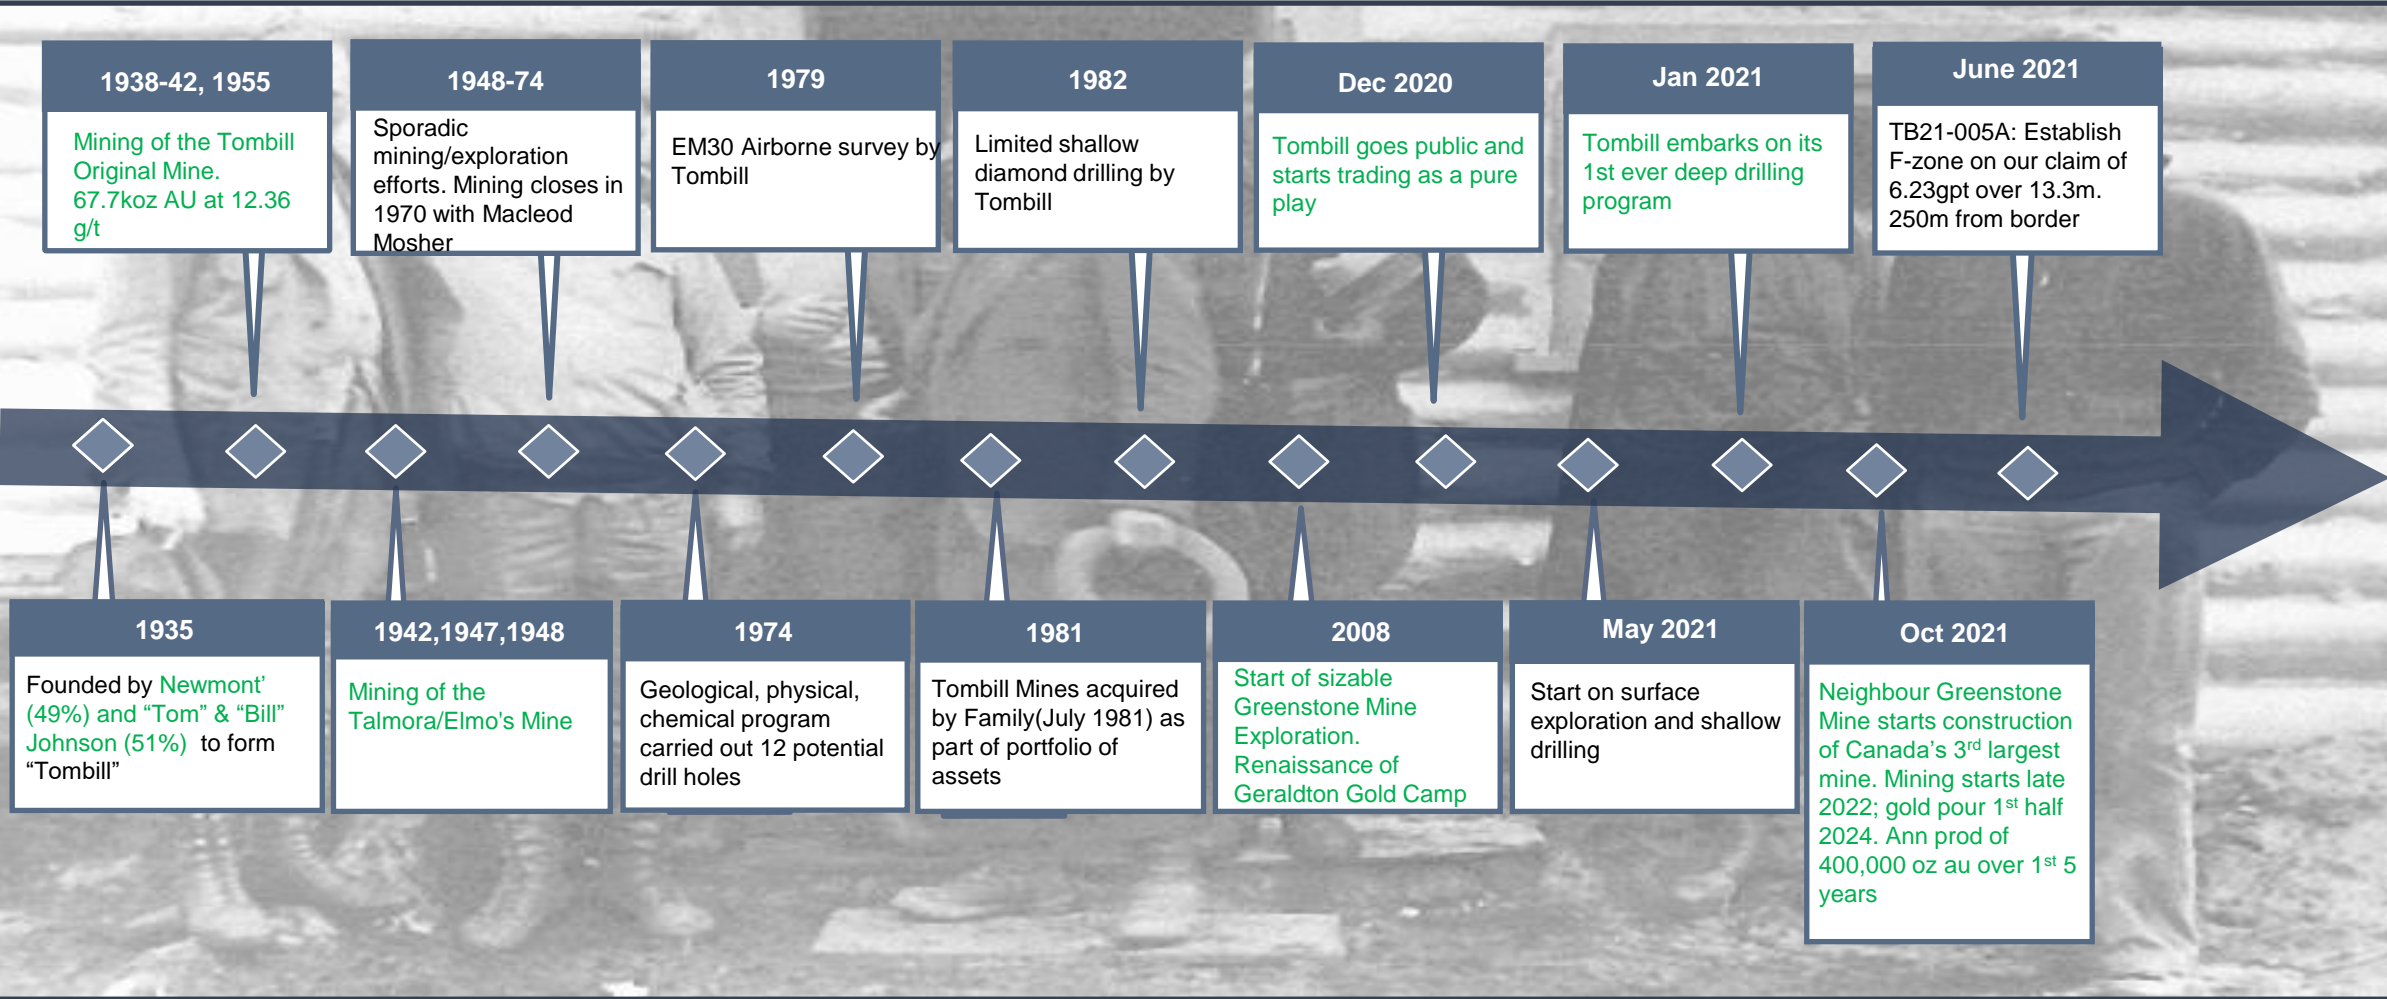 1938-42, 1955
Mining of the Tombill
Original Mine.
67.7koz AU at 12.36
g/t
1948-74
Sporadic
mining/exploration
efforts. Mining closes in
1970 with Macleod
Mosher
1979
EM30 Airborne survey by
Tombill
1982
Limited shallow
diamond drilling by
Tombill
Dec 2020
Tombill goes public and
starts trading as a pure
play
Jan 2021
Tombill embarks on its
1st ever deep drilling
program
June 2021
TB21-005A: Establish
F-zone on our claim of
6.23gpt over 13.3m.
250m from border
1935
Founded by Newmont’
(49%) and “Tom” & “Bill”
Johnson (51%) to form
“Tombill”
1942,1947,1948
Mining of the
Talmora/Elmo's Mine
1974
Geological, physical,
chemical program
carried out 12 potential
drill holes
1981
Tombill Mines acquired
by Family(July 1981) as
part of portfolio of
assets
2008
Start of sizable
Greenstone Mine
Exploration.
Renaissance of
Geraldton Gold Camp
May 2021
Start on surface
exploration and shallow
drilling
Oct 2021
Neighbour Greenstone
Mine starts construction
of Canada’s 3rd largest
mine. Mining starts late
2022; gold pour 1st half
2024. Ann prod of
400,000 oz au over 1st 5
years